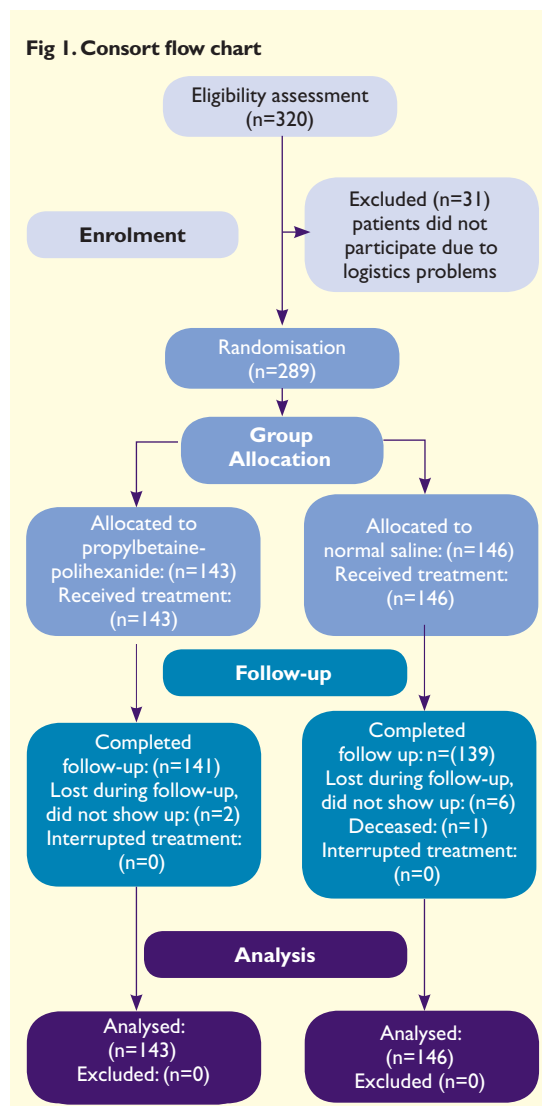 Fig 1. Consort flow chart
Eligibility assessment
(n=320)
Excluded (n=31)
patients did not
participate due to
logistics problems
Enrolment
Randomisation
(n=289)
Group
Allocation
Allocated to
propylbetaine-
polihexanide: (n=143)
Received treatment:
(n=143)
Allocated to
normal saline: (n=146)
Received treatment:
(n=146)
Follow-up
Completed
follow-up: (n=141)
Lost during follow-up,
did not show up: (n=2)
Interrupted treatment:
(n=0)
Completed
follow up: n=(139)
Lost during follow-up,
did not show up: (n=6)
Deceased: (n=1)
Interrupted treatment:
(n=0)
Analysis
Analysed:
(n=143)
Excluded: (n=0)
Analysed:
(n=146)
Excluded (n=0)